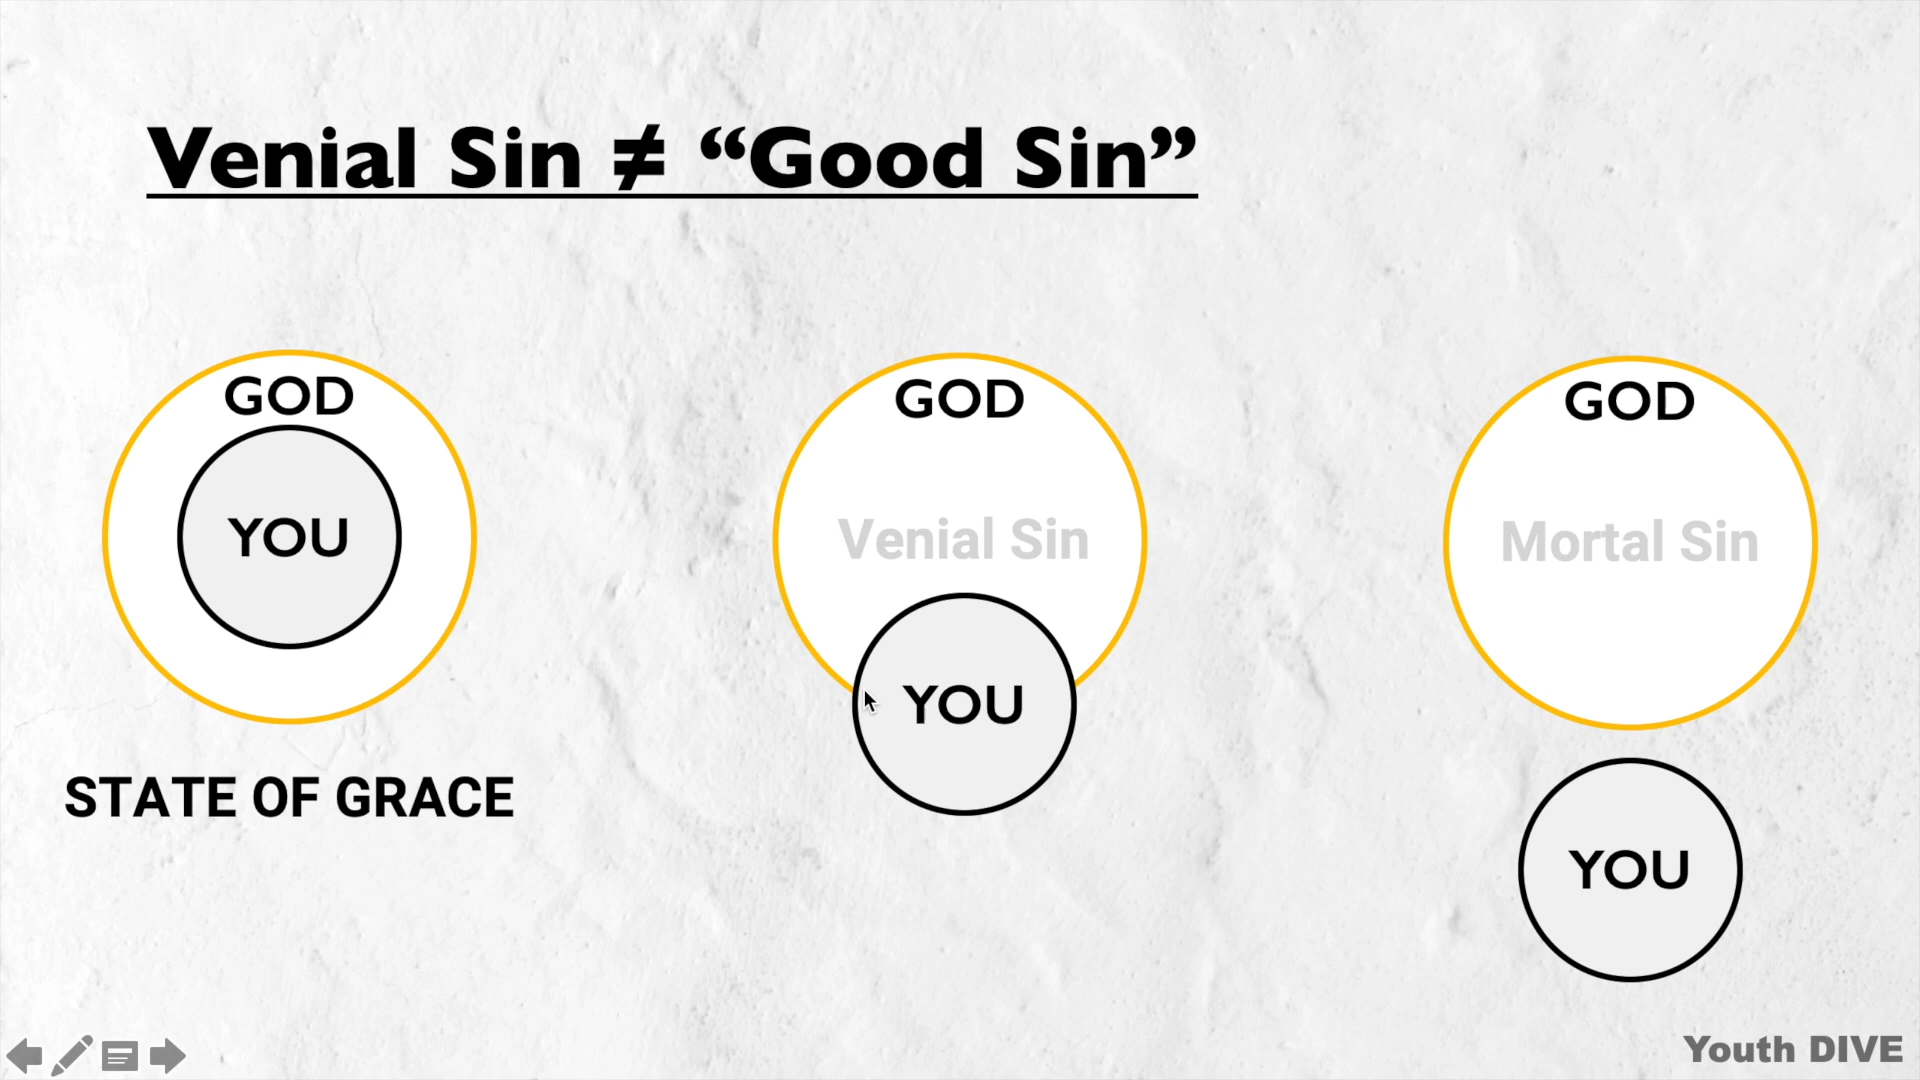 Venial Sin ≠ “Good Sin”
GOD
YOU
STATE OF GRACE
GOD
Venial Sin
YOU
GOD
Mortal Sin
YOU
Youth DIVE